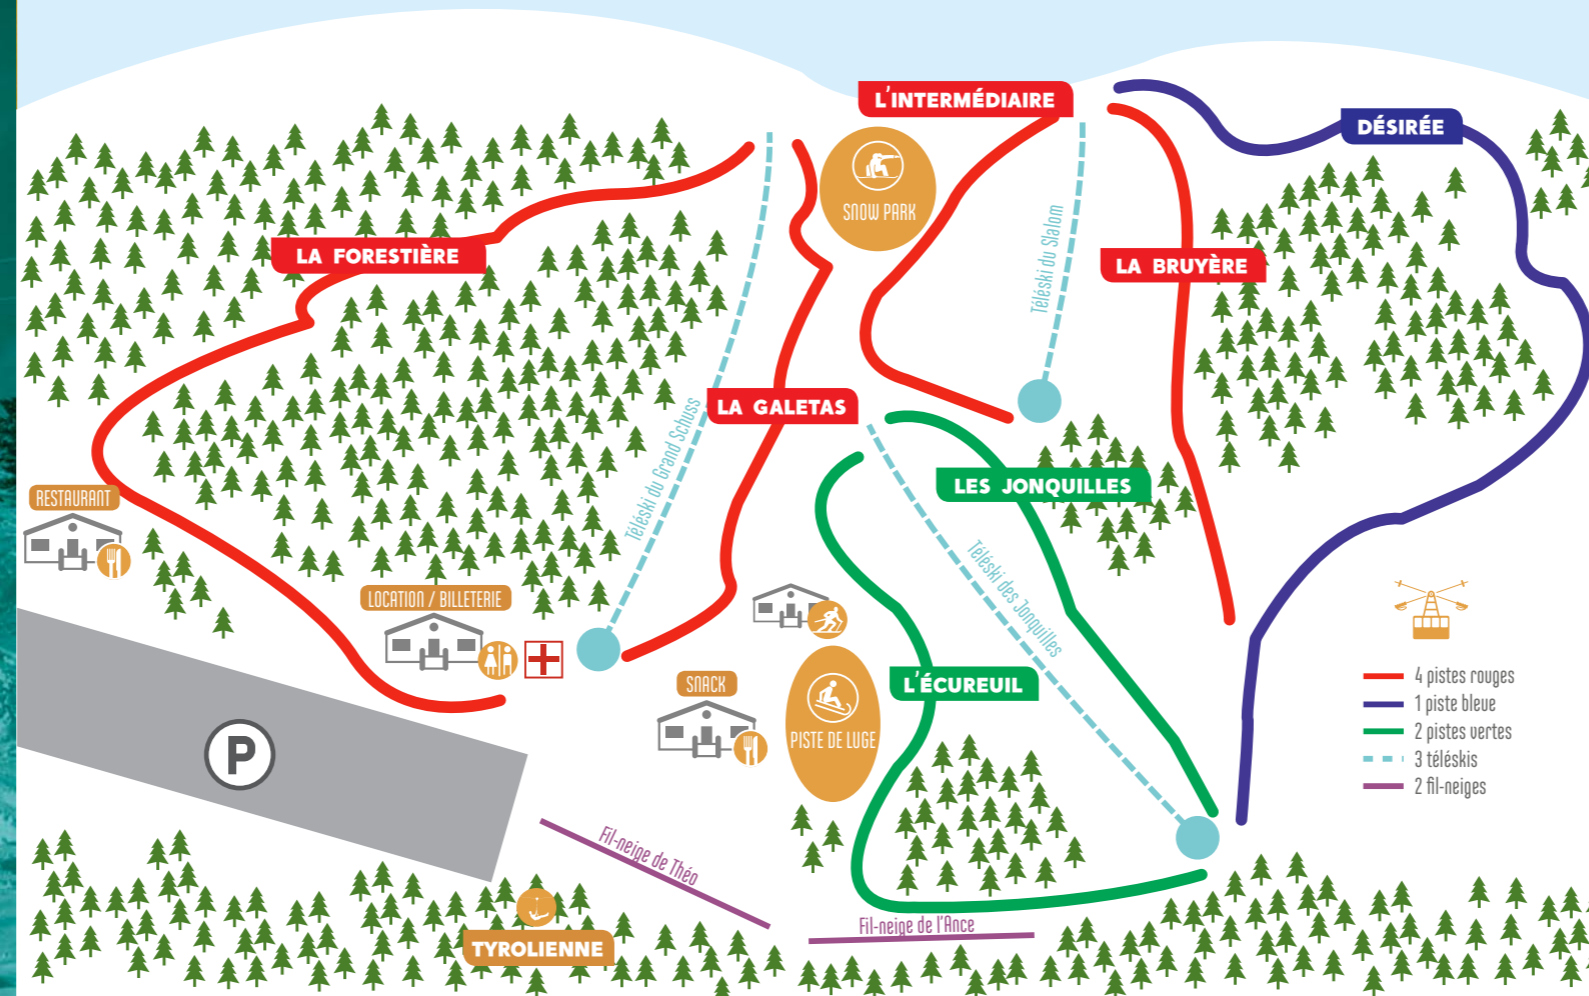 L'INTERMÉDIAIRE
DÉSIRÉE
SNOW PARK
LA FORESTIÈRE
Téléski du Slalom
LA BRUYÈRE
LA GALETAS
Téléski du Grand Schuss
LES JONQUILLES
RESTAURANT
Téléski des Jonquilles
LOCATION / BILLETERIE
L'ÉCUREUIL
SNACK
PISTE DE LUGE
P
4 pistes rouges
1 piste bleue
2 pistes vertes
3 téléskis
2 fil-neiges
Fil-neige de Théo
Fil-neige de l'Ance
TYROLIENNE